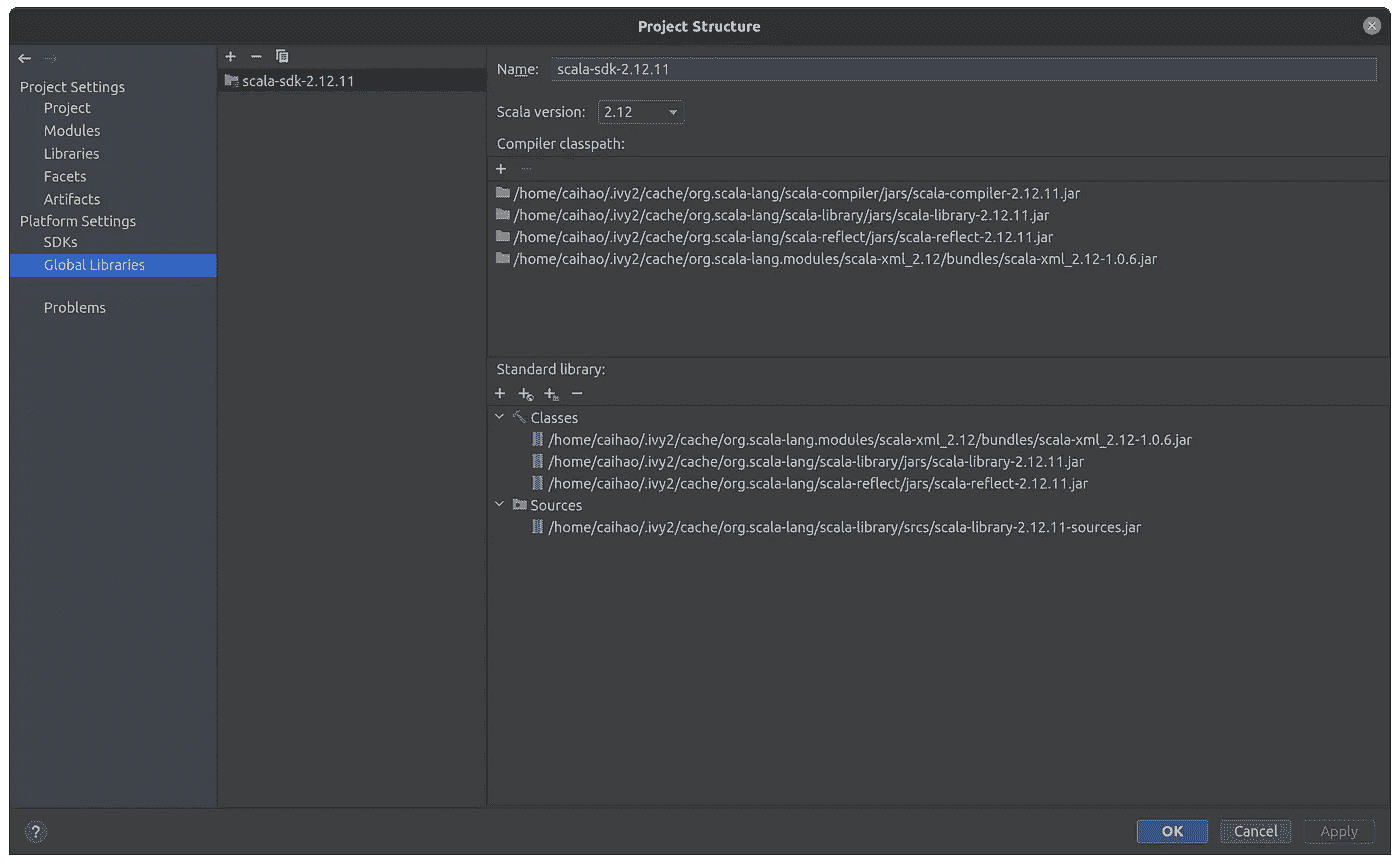 Project Structure
Project Settings
Project
Modules
Libraries
Facets
Artifacts
Platform Settings
SDKs
Global Libraries
Problems
scala-sdk-2.12.11
Name: scala-sdk-2.12.11
Scala version: 2.12
Compiler classpath:
/home/caihao/.ivy2/cache/org.scala-lang/scala-compiler/jars/scala-compiler-2.12.11.jar
/home/caihao/.ivy2/cache/org.scala-lang/scala-library/jars/scala-library-2.12.11.jar
/home/caihao/.ivy2/cache/org.scala-lang/scala-reflect/jars/scala-reflect-2.12.11.jar
/home/caihao/.ivy2/cache/org.scala-lang.modules/scala-xml_2.12/bundles/scala-xml_2.12-1.0.6.jar
Standard library:
Classes
/home/caihao/.ivy2/cache/org.scala-lang.modules/scala-xml_2.12/bundles/scala-xml_2.12-1.0.6.jar
/home/caihao/.ivy2/cache/org.scala-lang/scala-library/jars/scala-library-2.12.11.jar
/home/caihao/.ivy2/cache/org.scala-lang/scala-reflect/jars/scala-reflect-2.12.11.jar
Sources
/home/caihao/.ivy2/cache/org.scala-lang/scala-library/srcs/scala-library-2.12.11-sources.jar
?
OK Cancel Apply